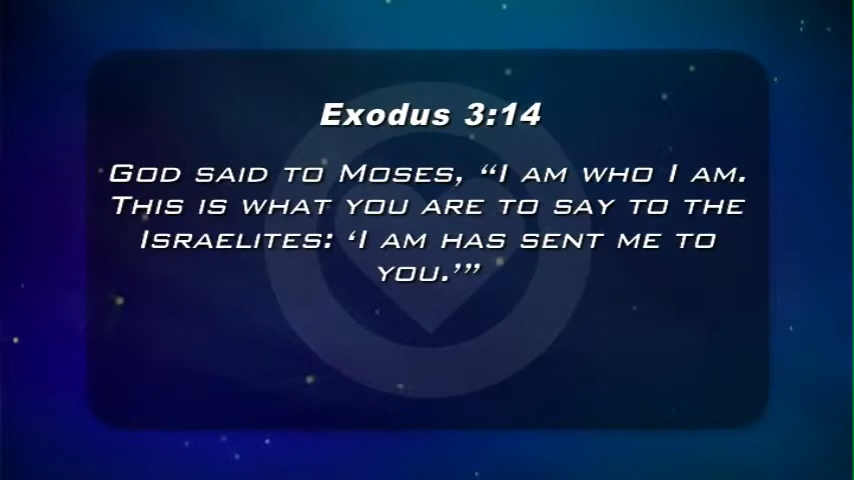 Exodus 3:14
God said to Moses, “I am who I am.
This is what you are to say to the
Israelites: ‘I am has sent me to
you.’”